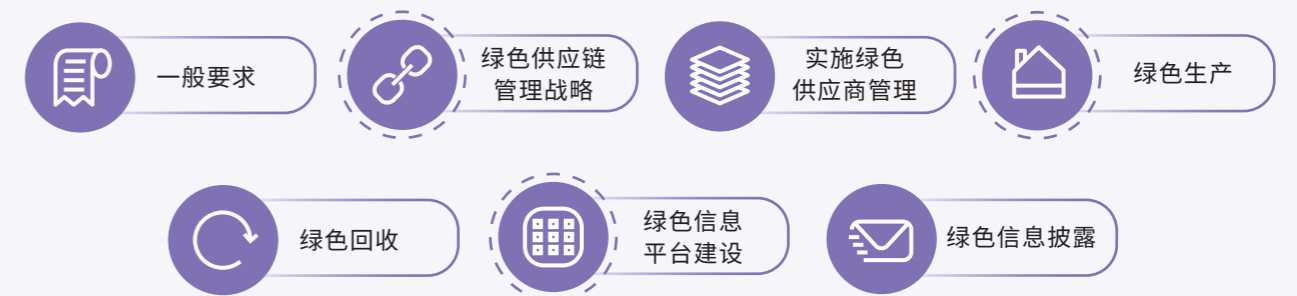 一般要求
绿色供应链
管理战略
实施绿色
供应商管理
绿色生产
绿色回收
绿色信息
平台建设
绿色信息披露